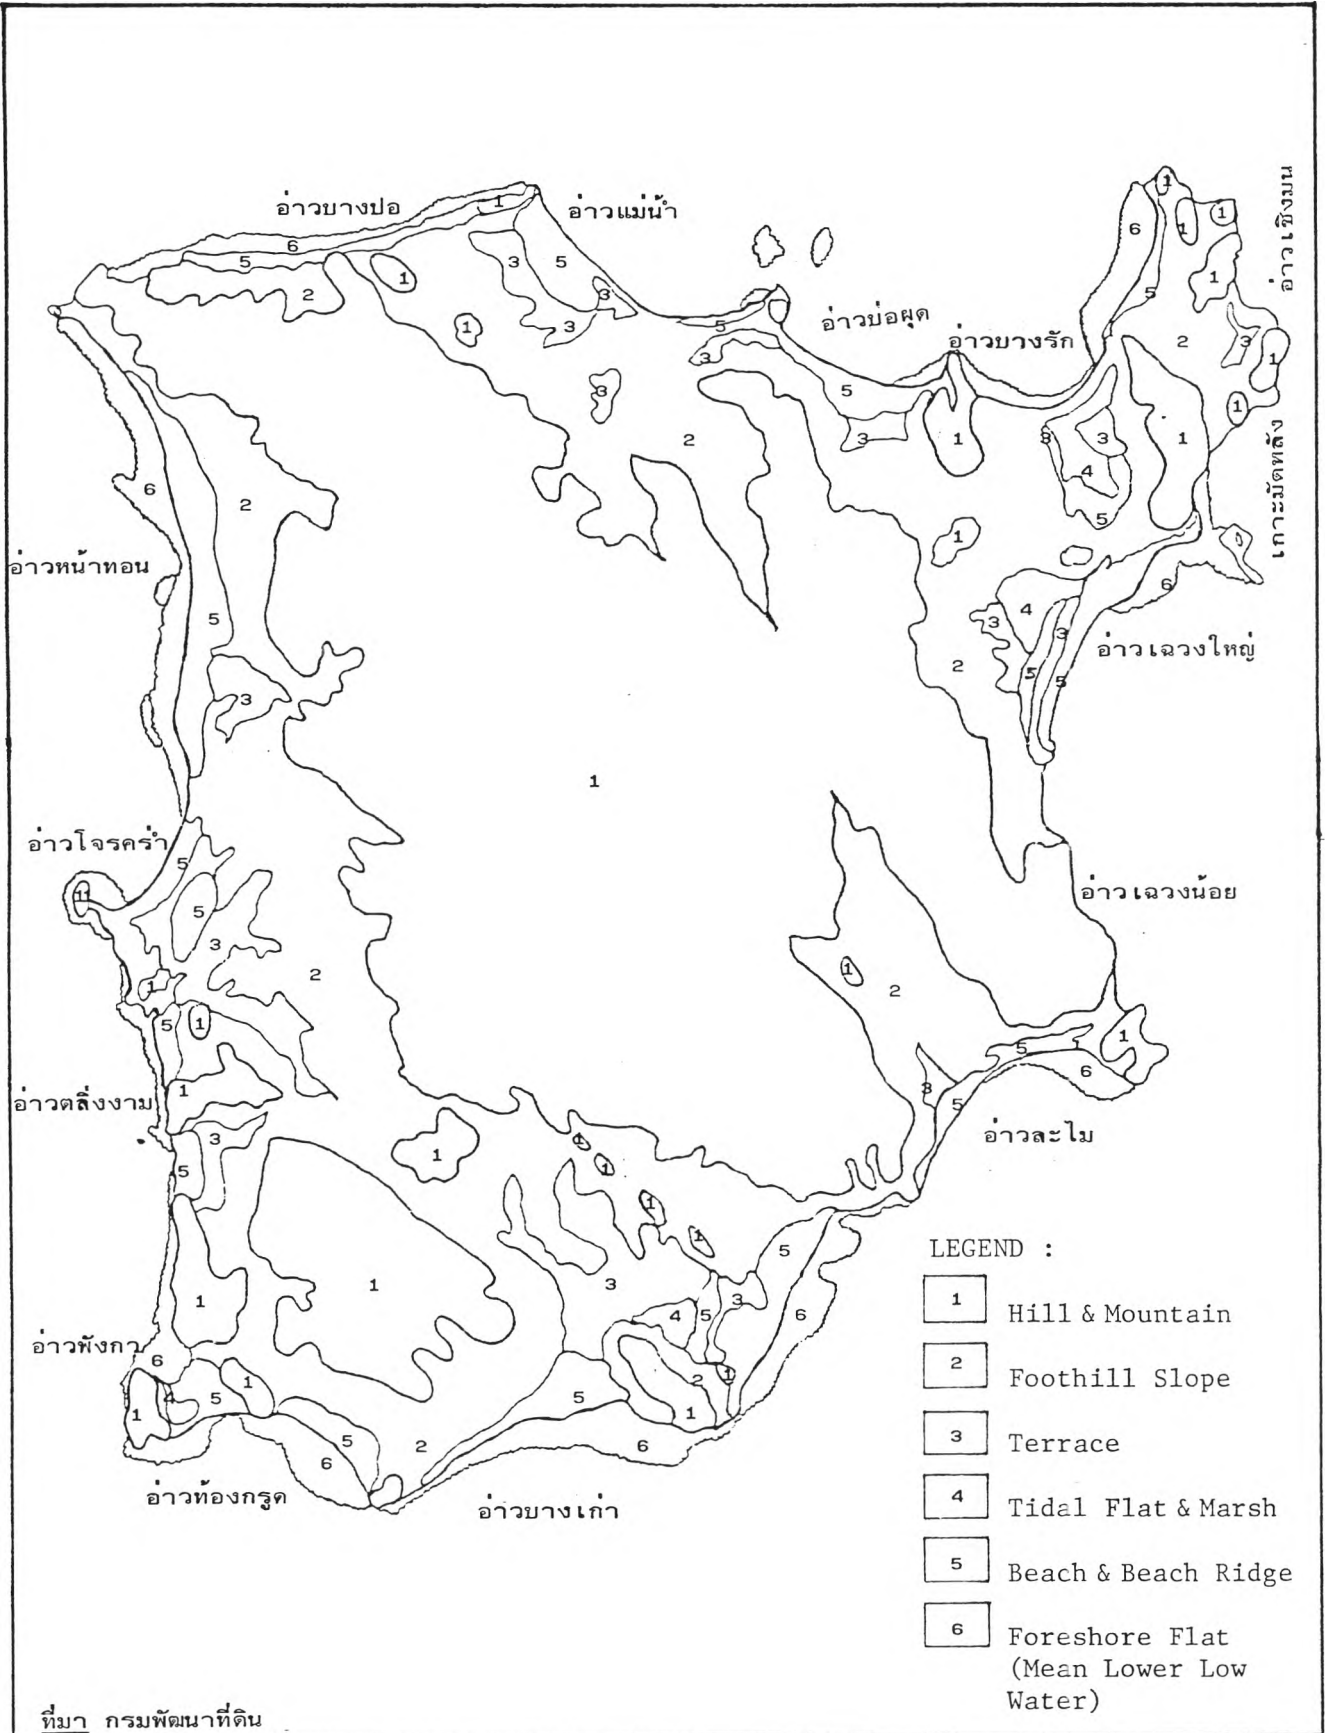 อ่าวบางปอ
อ่าวแม่น้ำ
อ่าวเชิงมน
อ่าวบ่อผุด
อ่าวบางรัก
เกาะมัดหลัง
อ่าวหน้าทอน
อ่าวเฉวงใหญ่
อ่าวโจรคร่ำ
อ่าวเฉวงน้อย
อ่าวตลิ่งงาม
อ่าวละไม
อ่าวพังกา
อ่าวท้องกรูด
อ่าวบางเก่า
LEGEND :
1 Hill & Mountain
2 Foothill Slope
3 Terrace
4 Tidal Flat & Marsh
5 Beach & Beach Ridge
6 Foreshore Flat
(Mean Lower Low
Water)
ที่มา กรมพัฒนาที่ดิน